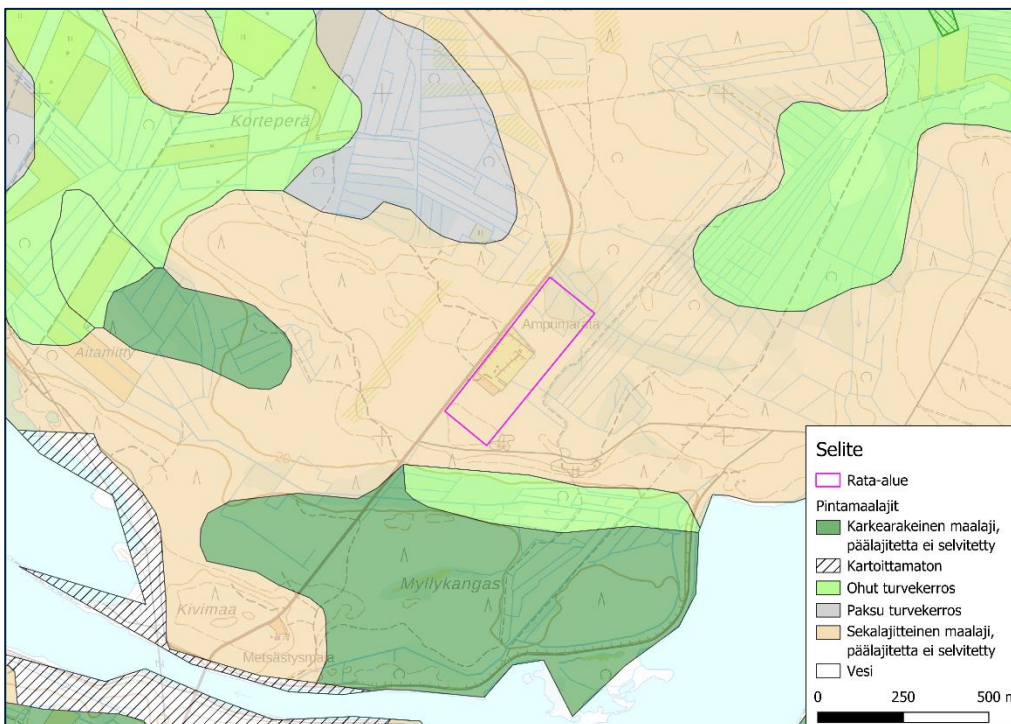 Korteperä
Ampumarata
Aitaniitty
Myllykangas
Kivimaa
Metsästysmaja
Selite
Rata-alue
Pintamaalajit
Karkearakeinen maalaji,
päälajitetta ei selvitetty
Kartoittamaton
Ohut turvekerros
Paksu turvekerros
Sekalajitteinen maalaji,
päälajitetta ei selvitetty
Vesi
0 250 500 m